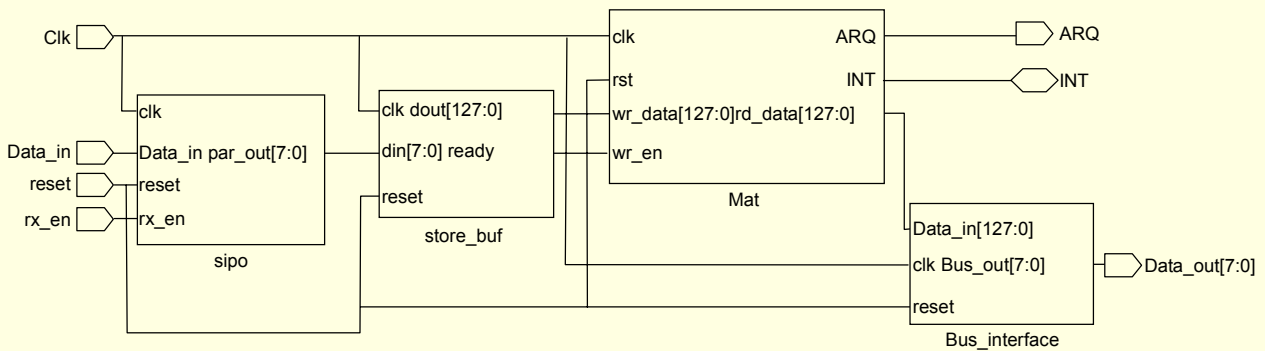 Clk
clk
ARQ
ARQ
rst
INT
INT
clk
clk dout[127:0]
wr_data[127:0]rd_data[127:0]
Data_in
Data_in par_out[7:0]
din[7:0] ready
wr_en
reset
reset
reset
Mat
rx_en
rx_en
store_buf
Data_in[127:0]
sipo
clk Bus_out[7:0]
Data_out[7:0]
reset
Bus_interface